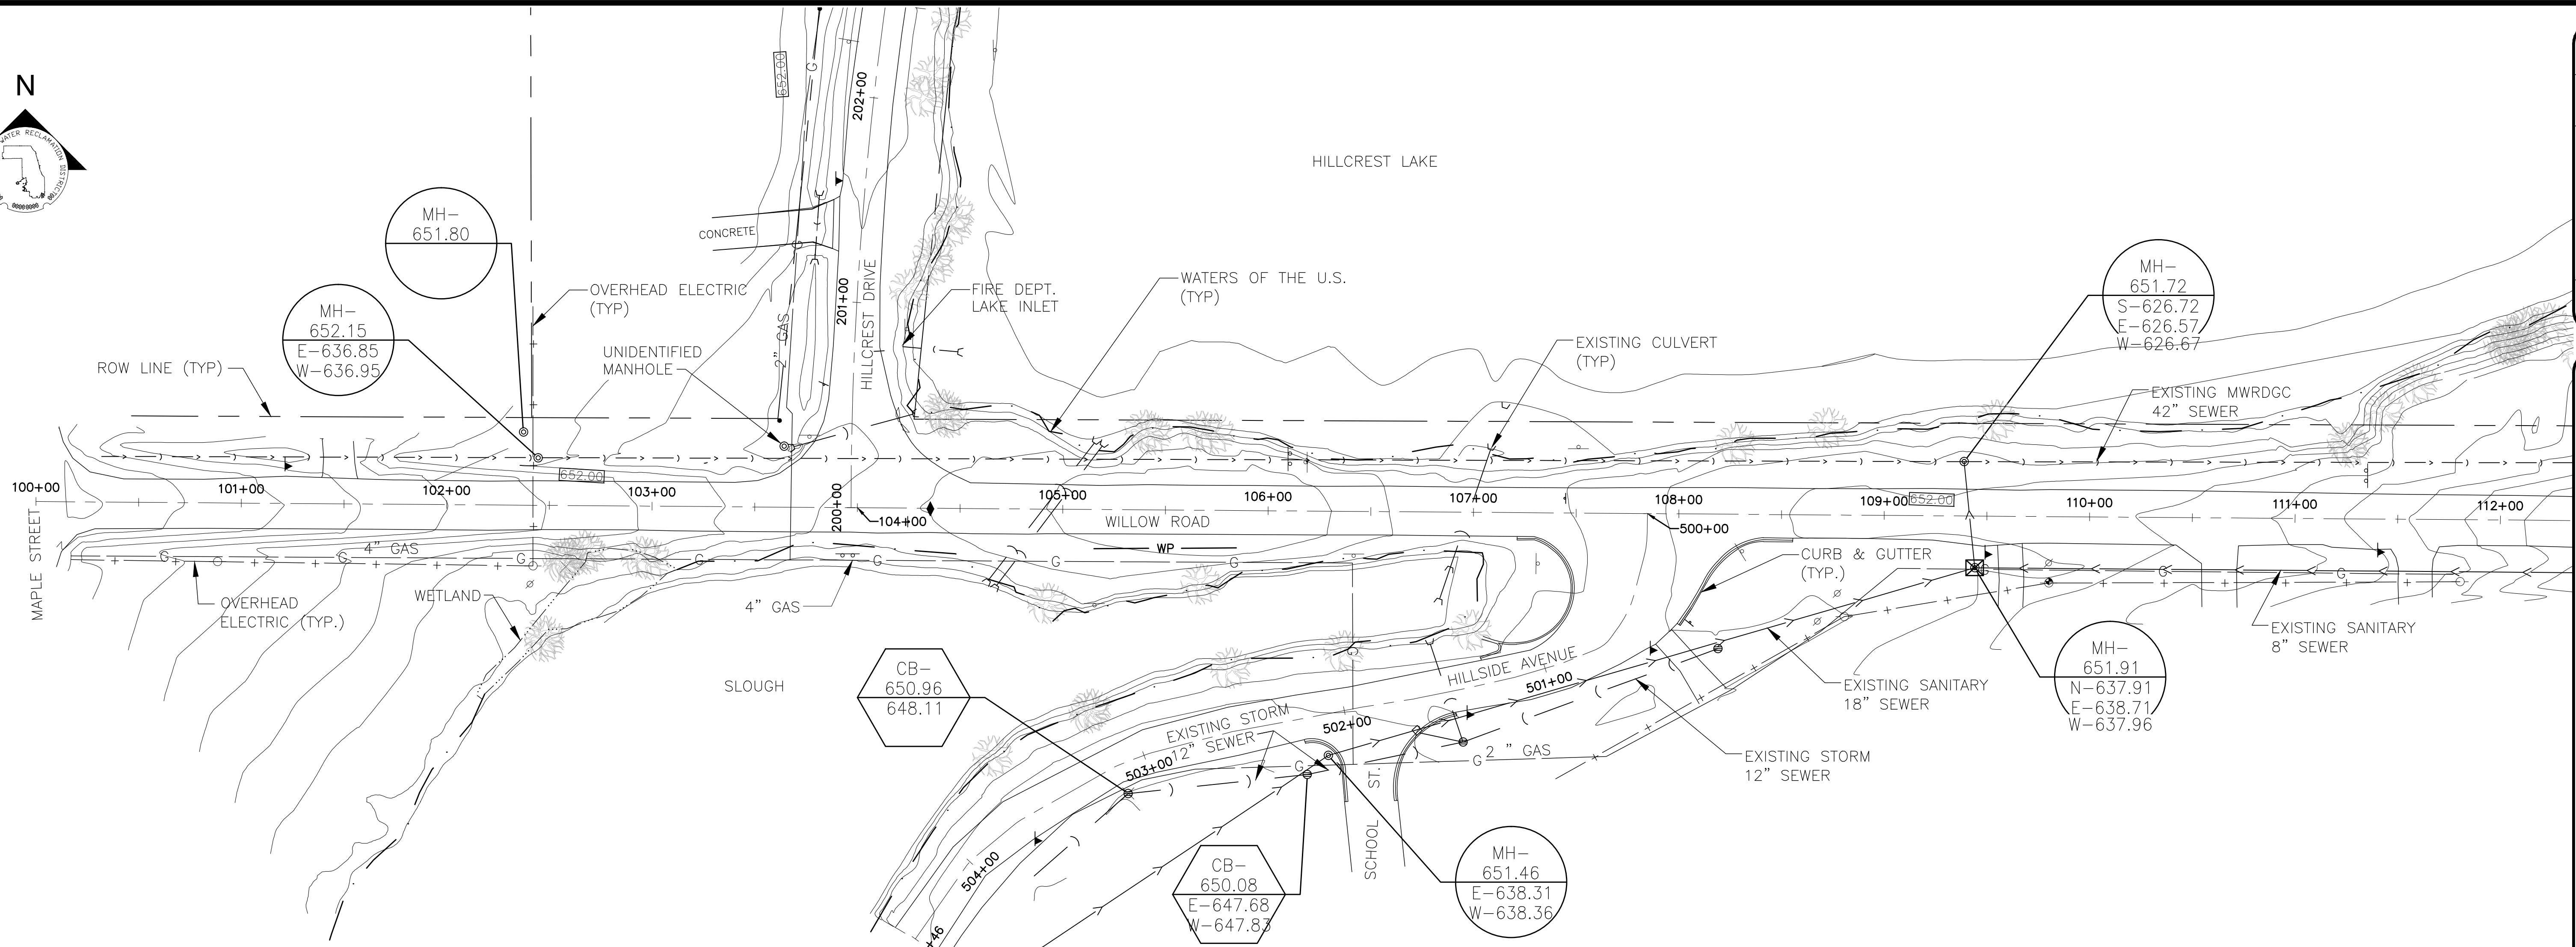 N
WATER RECLAMATION DISTRICT
652.00
202+00
G
HILLCREST LAKE
MH-
651.80
CONCRETE
MH-
652.15
E-636.85
W-636.95
OVERHEAD ELECTRIC
(TYP)
UNIDENTIFIED
MANHOLE
2" GAS
201+00
HILLCREST DRIVE
FIRE DEPT.
LAKE INLET
WATERS OF THE U.S.
(TYP)
EXISTING CULVERT
(TYP)
MH-
651.72
S-626.72
E-626.57
W-626.67
ROW LINE (TYP)
EXISTING MWRDGC
42" SEWER
652.00
100+00
101+00
102+00
103+00
200+00
104+00
105+00
106+00
107+00
108+00
109+00
652.00
110+00
111+00
112+00
MAPLE STREET
WILLOW ROAD
500+00
G
4" GAS
G
G
G
G
WP
G
G
G
G
G
CURB & GUTTER
(TYP.)
OVERHEAD
ELECTRIC (TYP.)
WETLAND
4" GAS
EXISTING SANITARY
8" SEWER
SLOUGH
CB-
650.96
648.11
HILLSIDE AVENUE
501+00
EXISTING SANITARY
18" SEWER
MH-
651.91
N-637.91
E-638.71
W-637.96
EXISTING STORM
12" SEWER
502+00
503+00
G
G
2 " GAS
EXISTING STORM
12" SEWER
SCHOOL ST.
504+00
+46
CB-
650.08
E-647.68
W-647.83
MH-
651.46
E-638.31
W-638.36